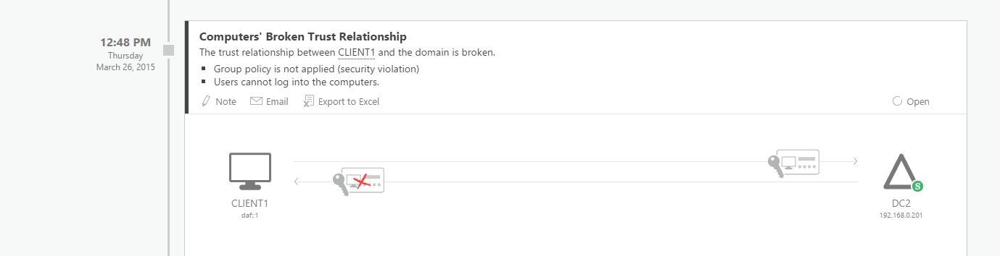 12:48 PM
Thursday
March 26, 2015
Computers' Broken Trust Relationship
The trust relationship between CLIENT1 and the domain is broken.
Group policy is not applied (security violation)
Users cannot log into the computers.
Note Email Export to Excel Open
CLIENT1
daf::1
S
DC2
192.168.0.201